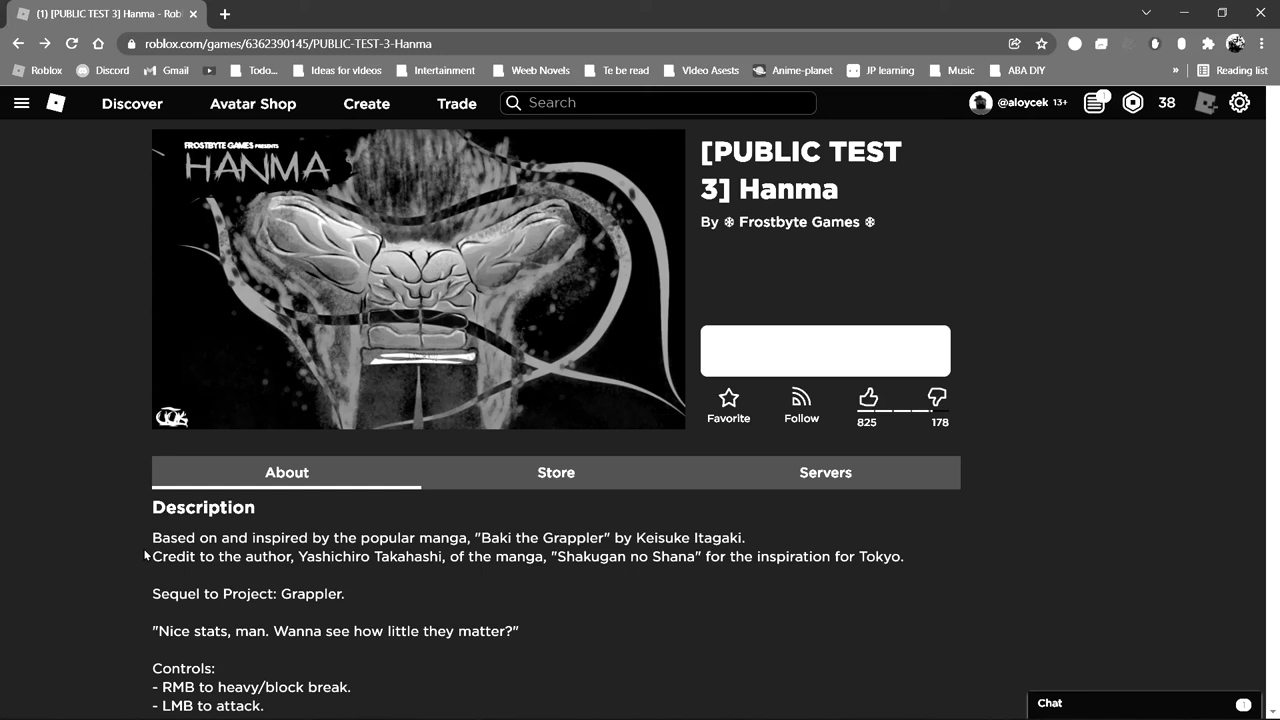 (1) [PUBLIC TEST 3] Hanma - Rob
roblox.com/games/6362390145/PUBLIC-TEST-3-Hanma
Roblox Discord Gmail Todo... Ideas for vIdeos Intertainment Weeb Novels Te be read VIdeo Asests Anime-planet JP learning Music ABA DIY » Reading list
Discover Avatar Shop Create Trade Search @aloycek 13+ 1 38
FROSTBYTE GAMES PRESENTS
HANMA
[PUBLIC TEST
3] Hanma
By ❄ Frostbyte Games ❄
Favorite Follow 825 178
About Store Servers
Description
Based on and inspired by the popular manga, "Baki the Grappler" by Keisuke Itagaki.
Credit to the author, Yashichiro Takahashi, of the manga, "Shakugan no Shana" for the inspiration for Tokyo.
Sequel to Project: Grappler.
"Nice stats, man. Wanna see how little they matter?"
Controls:
- RMB to heavy/block break.
- LMB to attack.
Chat 1